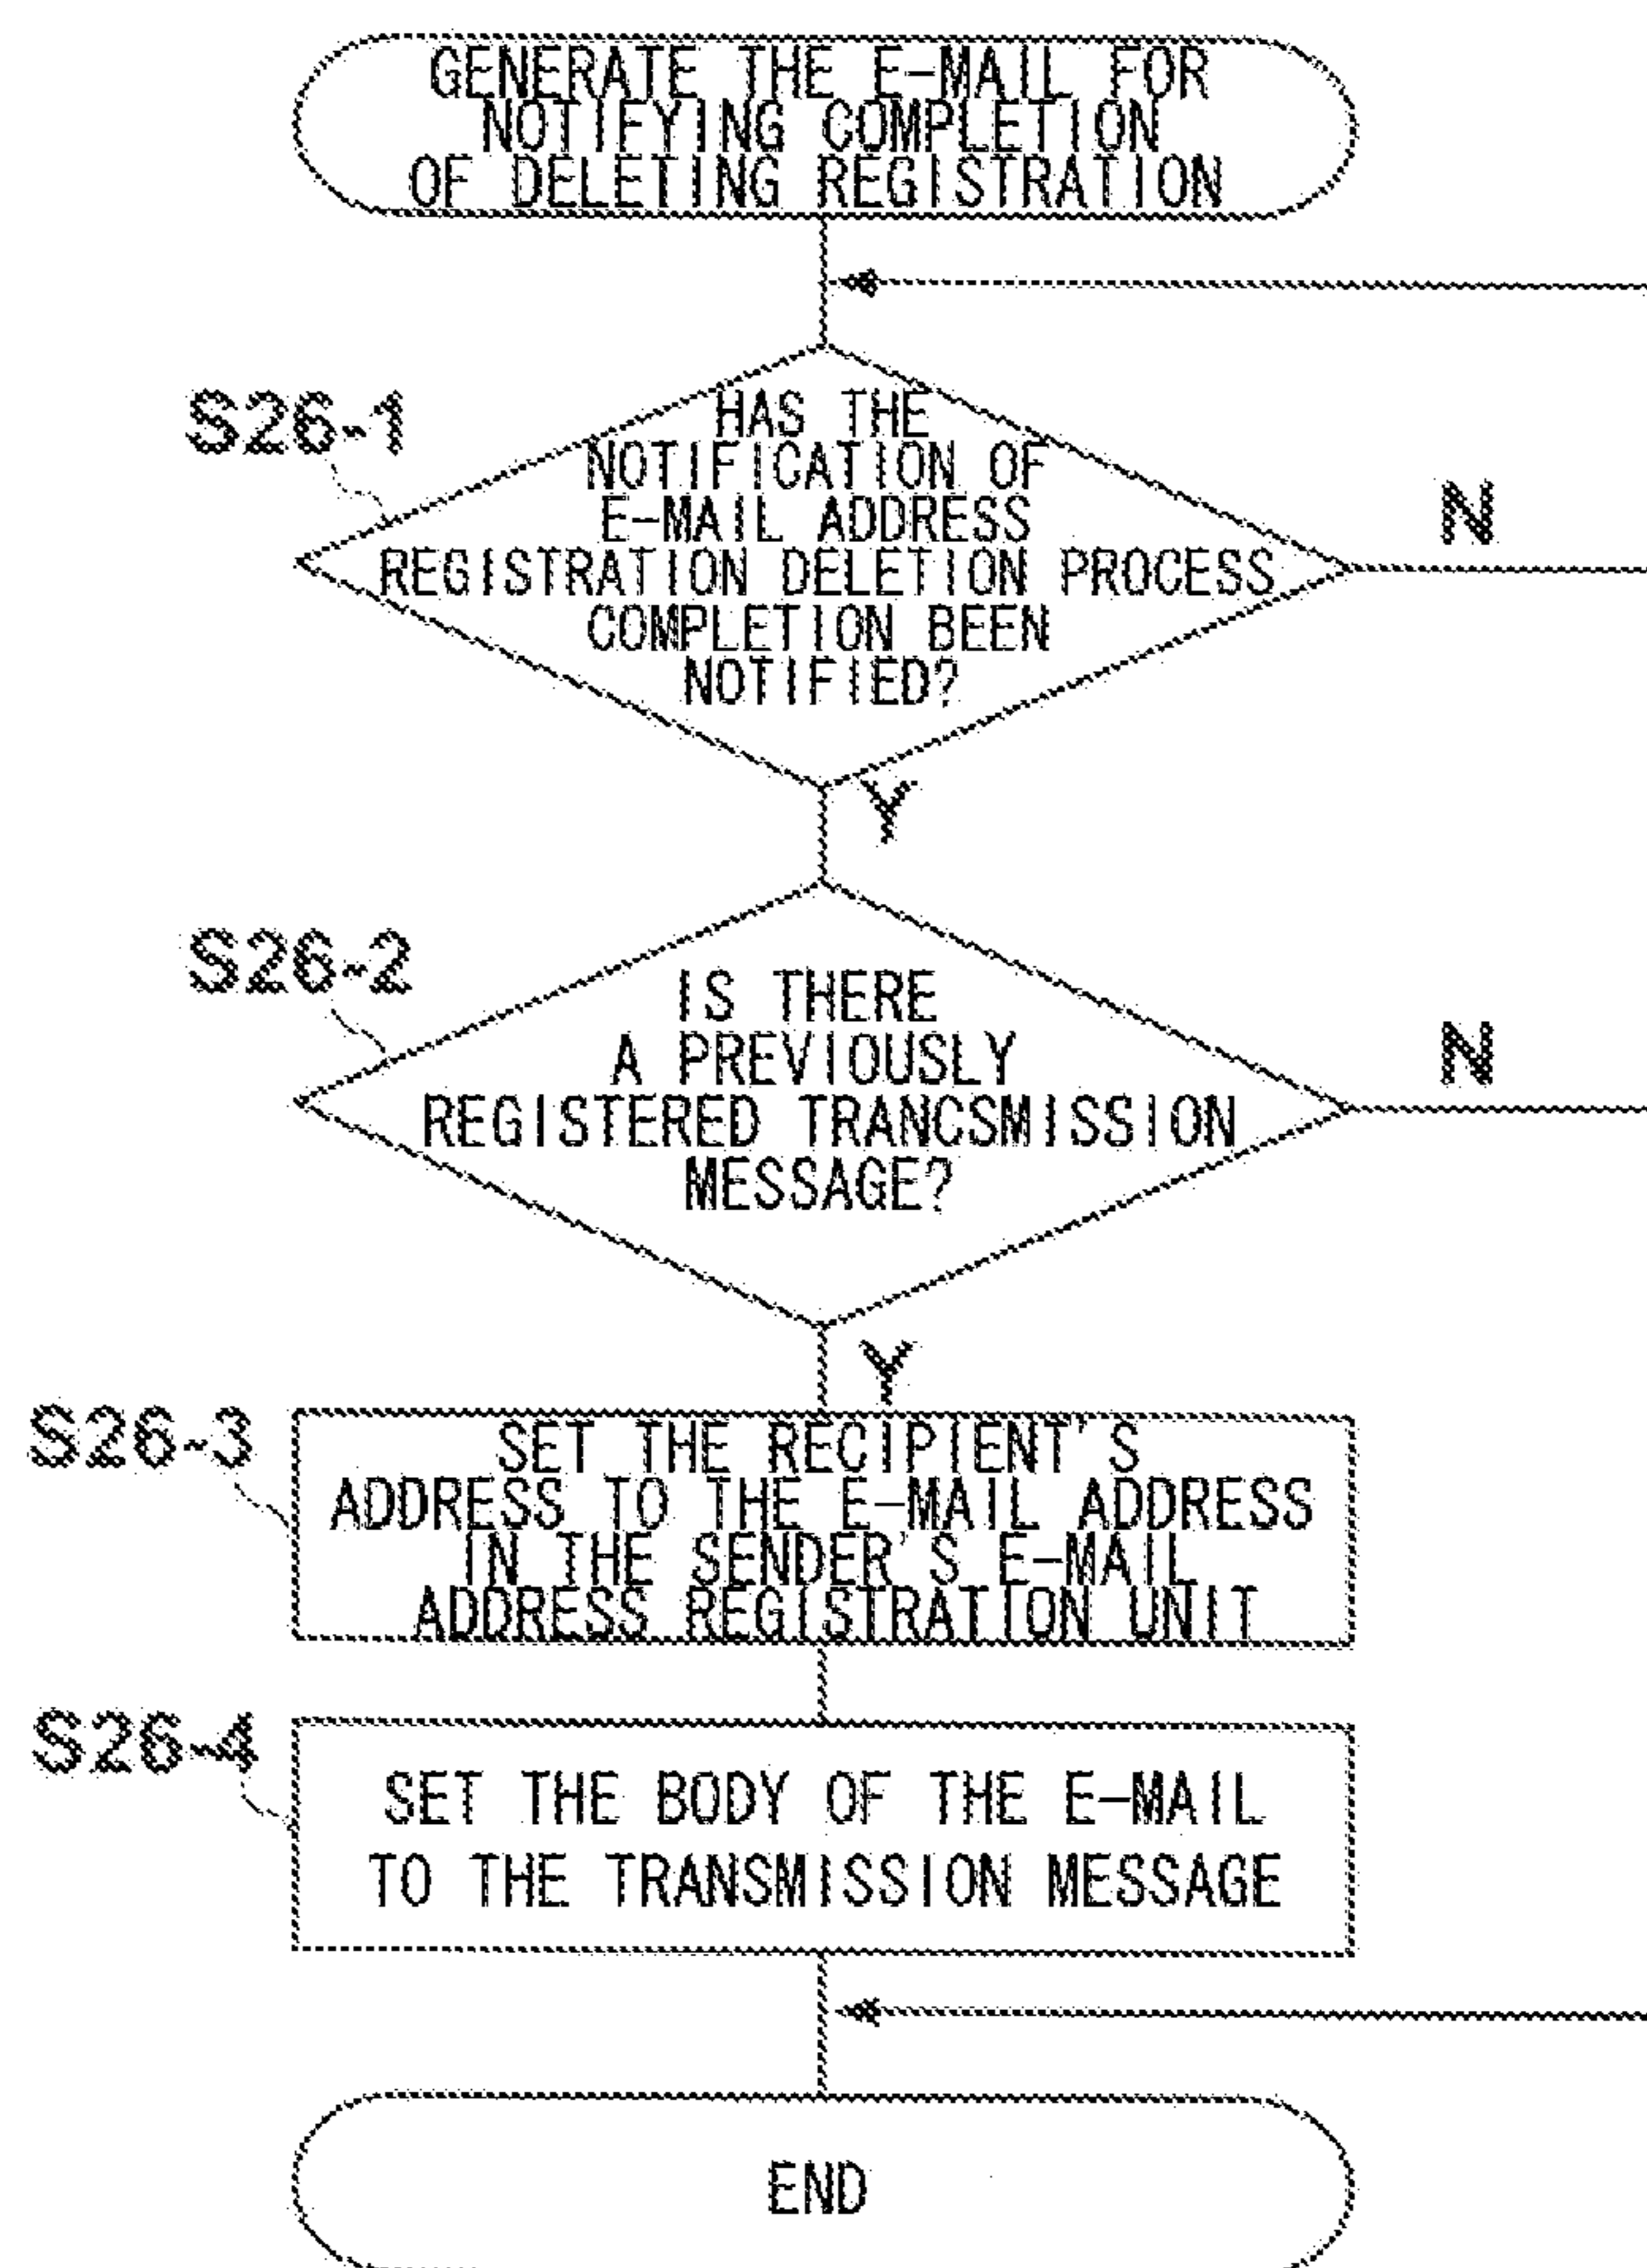 GENERATE THE E-MAIL FOR
NOTIFYING COMPLETION
OF DELETING REGISTRATION
S26-1
HAS THE
NOTIFICATION OF
E-MAIL ADDRESS
REGISTRATION DELETION PROCESS
COMPLETION BEEN
NOTIFIED?
N
Y
S26-2
IS THERE
A PREVIOUSLY
REGISTERED TRANCSMISSION
MESSAGE?
N
Y
S26-3
SET THE RECIPIENT'S
ADDRESS TO THE E-MAIL ADDRESS
IN THE SENDER'S E-MAIL
ADDRESS REGISTRATION UNIT
S26-4
SET THE BODY OF THE E-MAIL
TO THE TRANSMISSION MESSAGE
END